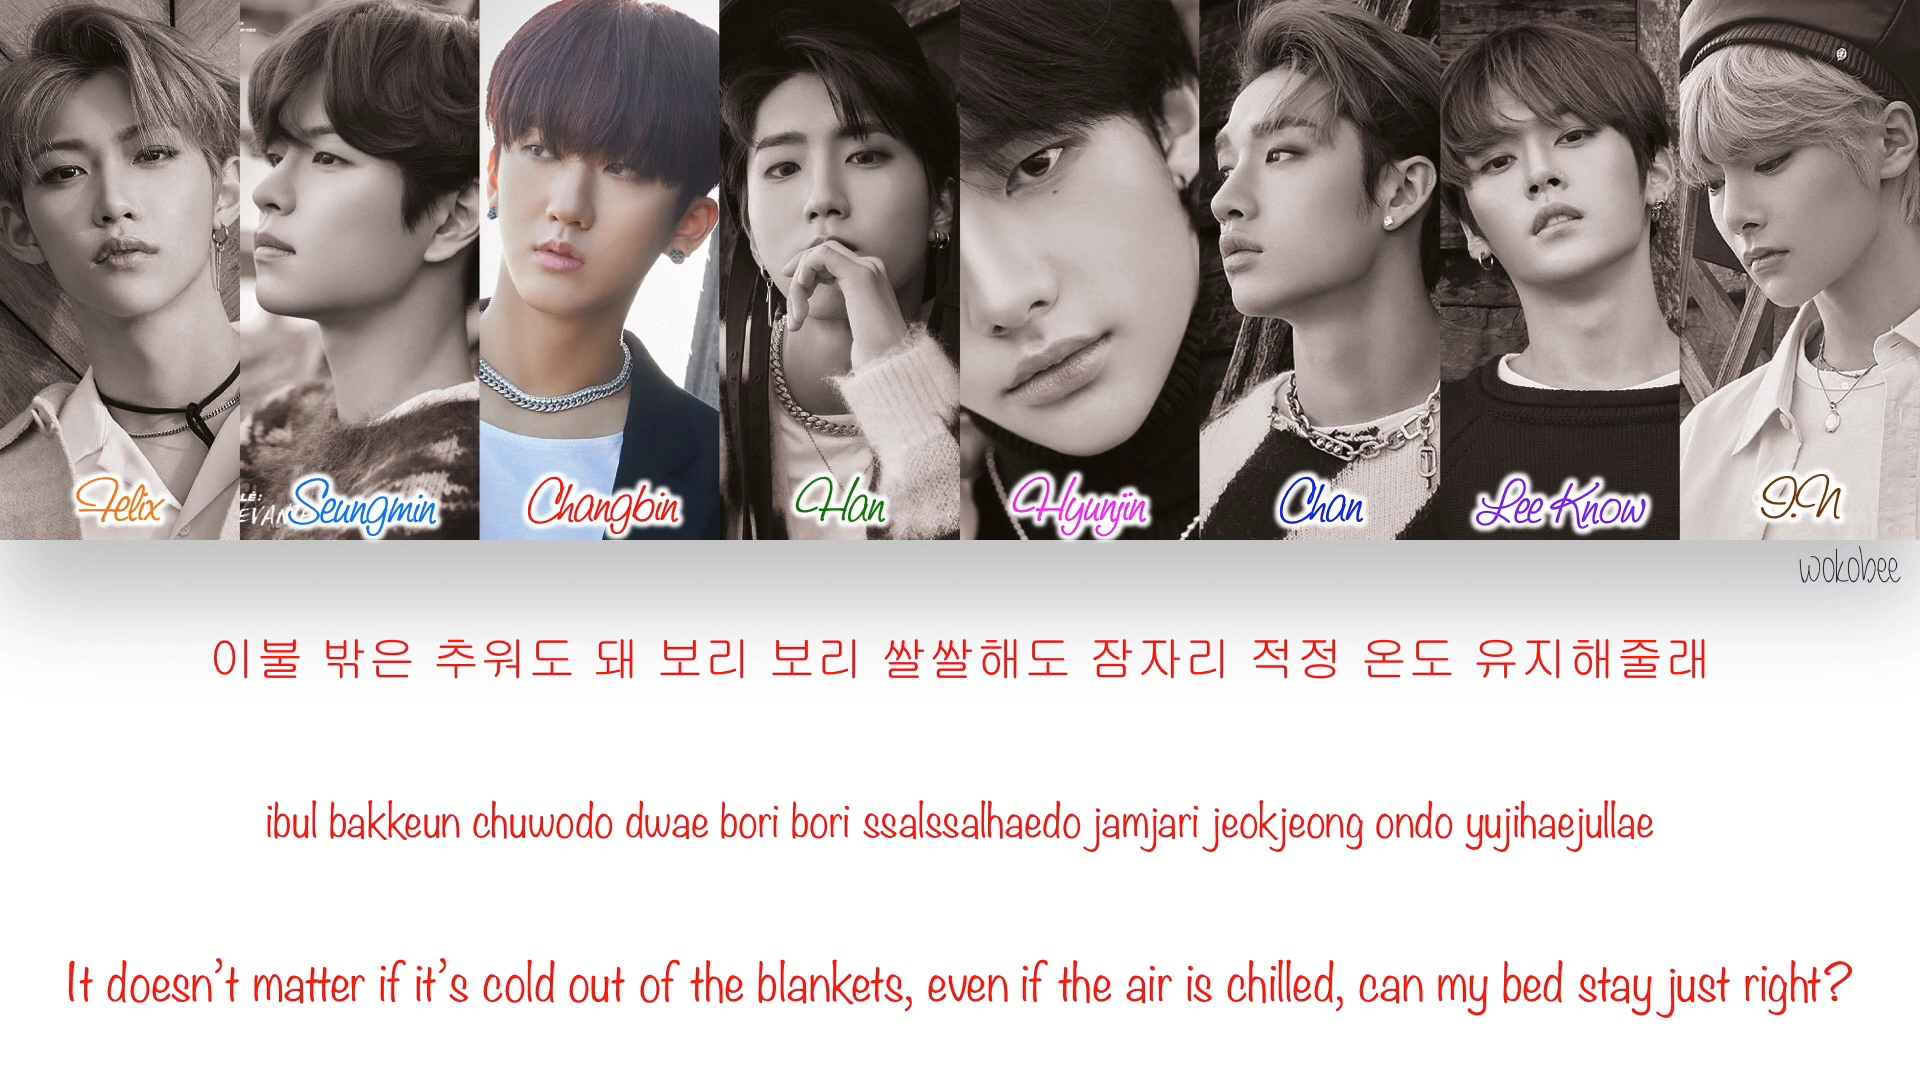 Felix
Seungmin
Changbin
Han
Hyunjin
Chan
Lee Know
I.N
wokobee
이불 밖은 추워도 돼 보리 보리 쌀쌀해도 잠자리 적정 온도 유지해줄래
ibul bakkeun chuwodo dwae bori bori ssalssalhaedo jamjari jeokjeong ondo yujihaejullae
It doesn't matter if it's cold out of the blankets, even if the air is chilled, can my bed stay just right?